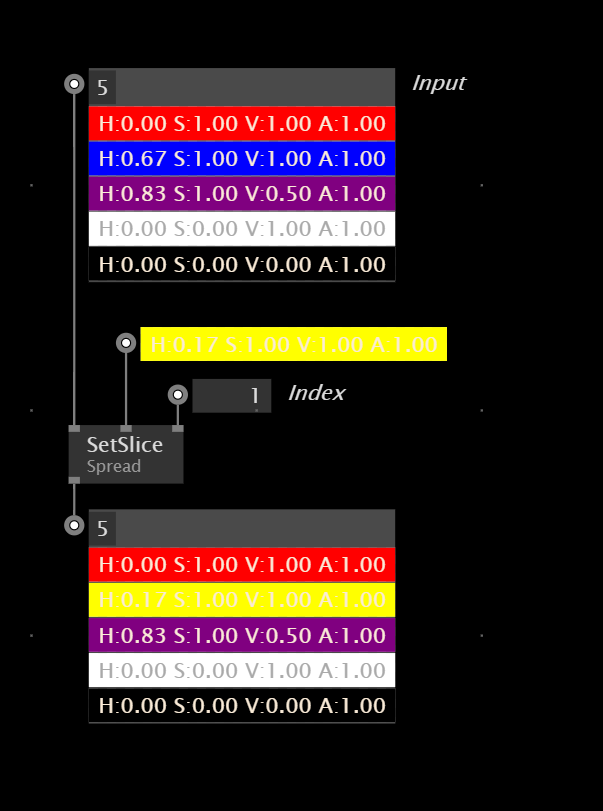 5
Input
H:0.00 S:1.00 V:1.00 A:1.00
H:0.67 S:1.00 V:1.00 A:1.00
H:0.83 S:1.00 V:0.50 A:1.00
H:0.00 S:0.00 V:1.00 A:1.00
H:0.00 S:0.00 V:0.00 A:1.00
H:0.17 S:1.00 V:1.00 A:1.00
1
Index
SetSlice
Spread
5
H:0.00 S:1.00 V:1.00 A:1.00
H:0.17 S:1.00 V:1.00 A:1.00
H:0.83 S:1.00 V:0.50 A:1.00
H:0.00 S:0.00 V:1.00 A:1.00
H:0.00 S:0.00 V:0.00 A:1.00